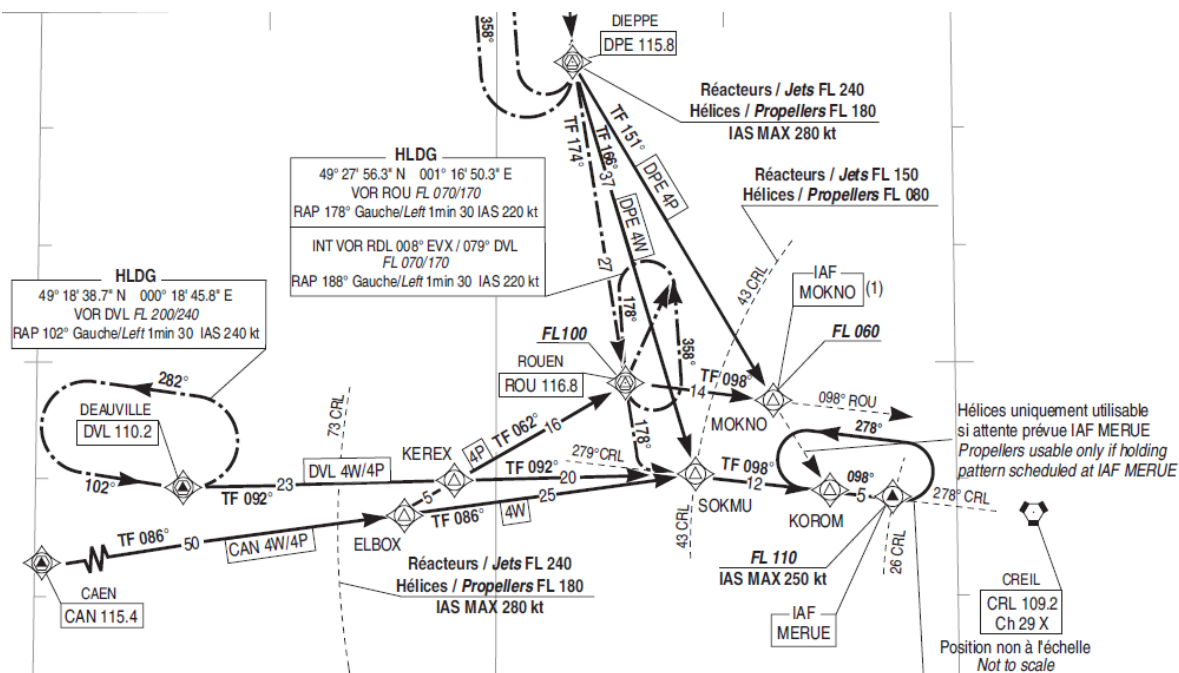 358°
DIEPPE
DPE 115.8
Réacteurs / Jets FL 240
Hélices / Propellers FL 180
IAS MAX 280 kt
TF 174°
TF 166°
TF 151°
37
DPE 4P
DPE 4W
27
HLDG
49° 27' 56.3" N 001° 16' 50.3" E
VOR ROU FL 070/170
RAP 178° Gauche/Left 1min 30 IAS 220 kt
INT VOR RDL 008° EVX / 079° DVL
FL 070/170
RAP 188° Gauche/Left 1min 30 IAS 220 kt
Réacteurs / Jets FL 150
Hélices / Propellers FL 080
43 CRL
IAF
MOKNO
(1)
HLDG
49° 18' 38.7" N 000° 18' 45.8" E
VOR DVL FL 200/240
RAP 102° Gauche/Left 1min 30 IAS 240 kt
178°
358°
FL100
FL 060
ROUEN
ROU 116.8
TF 098°
14
MOKNO
098° ROU
282°
DEAUVILLE
DVL 110.2
102°
73 CRL
KEREX
4P
TF 062°
16
178°
279° CRL
278°
Hélices uniquement utilisable
si attente prévue IAF MERUE
Propellers usable only if holding
pattern scheduled at IAF MERUE
TF 092°
23
DVL 4W/4P
TF 092°
20
TF 098°
12
098°
5
278° CRL
5
TF 086°
25
4W
SOKMU
KOROM
TF 086°
50
CAN 4W/4P
ELBOX
43 CRL
26 CRL
FL 110
IAS MAX 250 kt
Réacteurs / Jets FL 240
Hélices / Propellers FL 180
IAS MAX 280 kt
CAEN
CAN 115.4
IAF
MERUE
CREIL
CRL 109.2
Ch 29 X
Position non à l'échelle
Not to scale